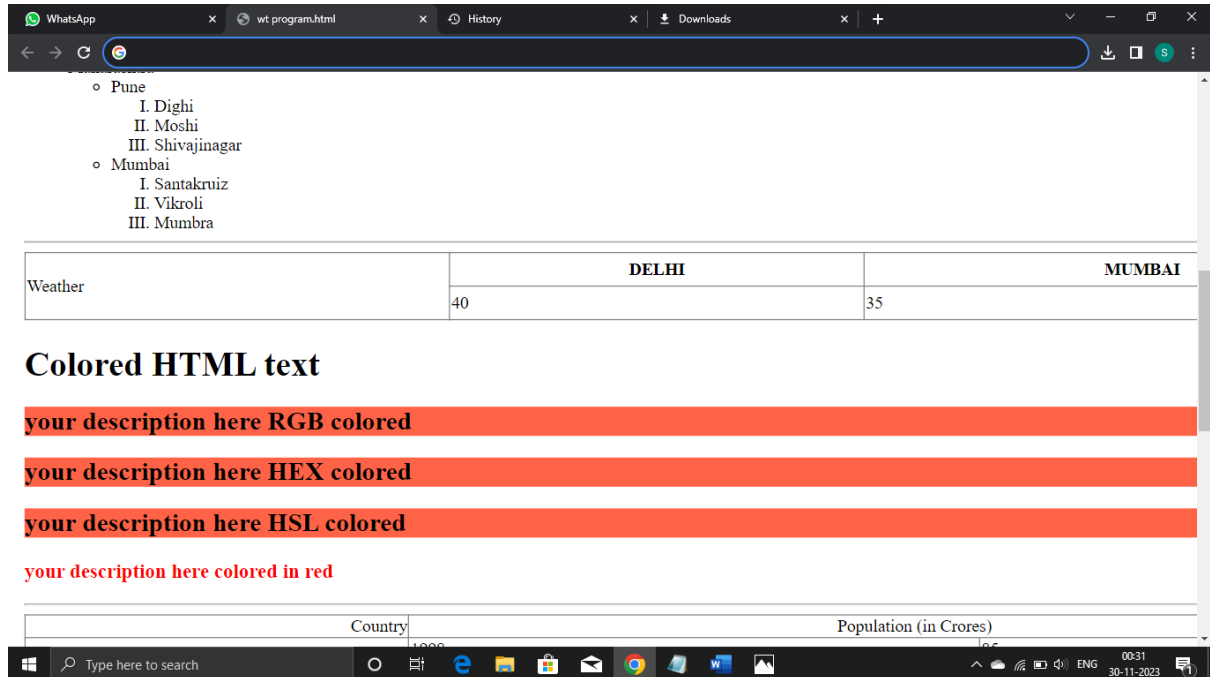 WhatsApp
wt program.html
History
Downloads
S
Pune
I. Dighi
II. Moshi
III. Shivajinagar
Mumbai
I. Santakruiz
II. Vikroli
III. Mumbra
Weather
DELHI
MUMBAI
40
35
Colored HTML text
your description here RGB colored
your description here HEX colored
your description here HSL colored
your description here colored in red
Country
Population (in Crores)
Type here to search
ENG
00:31
30-11-2023